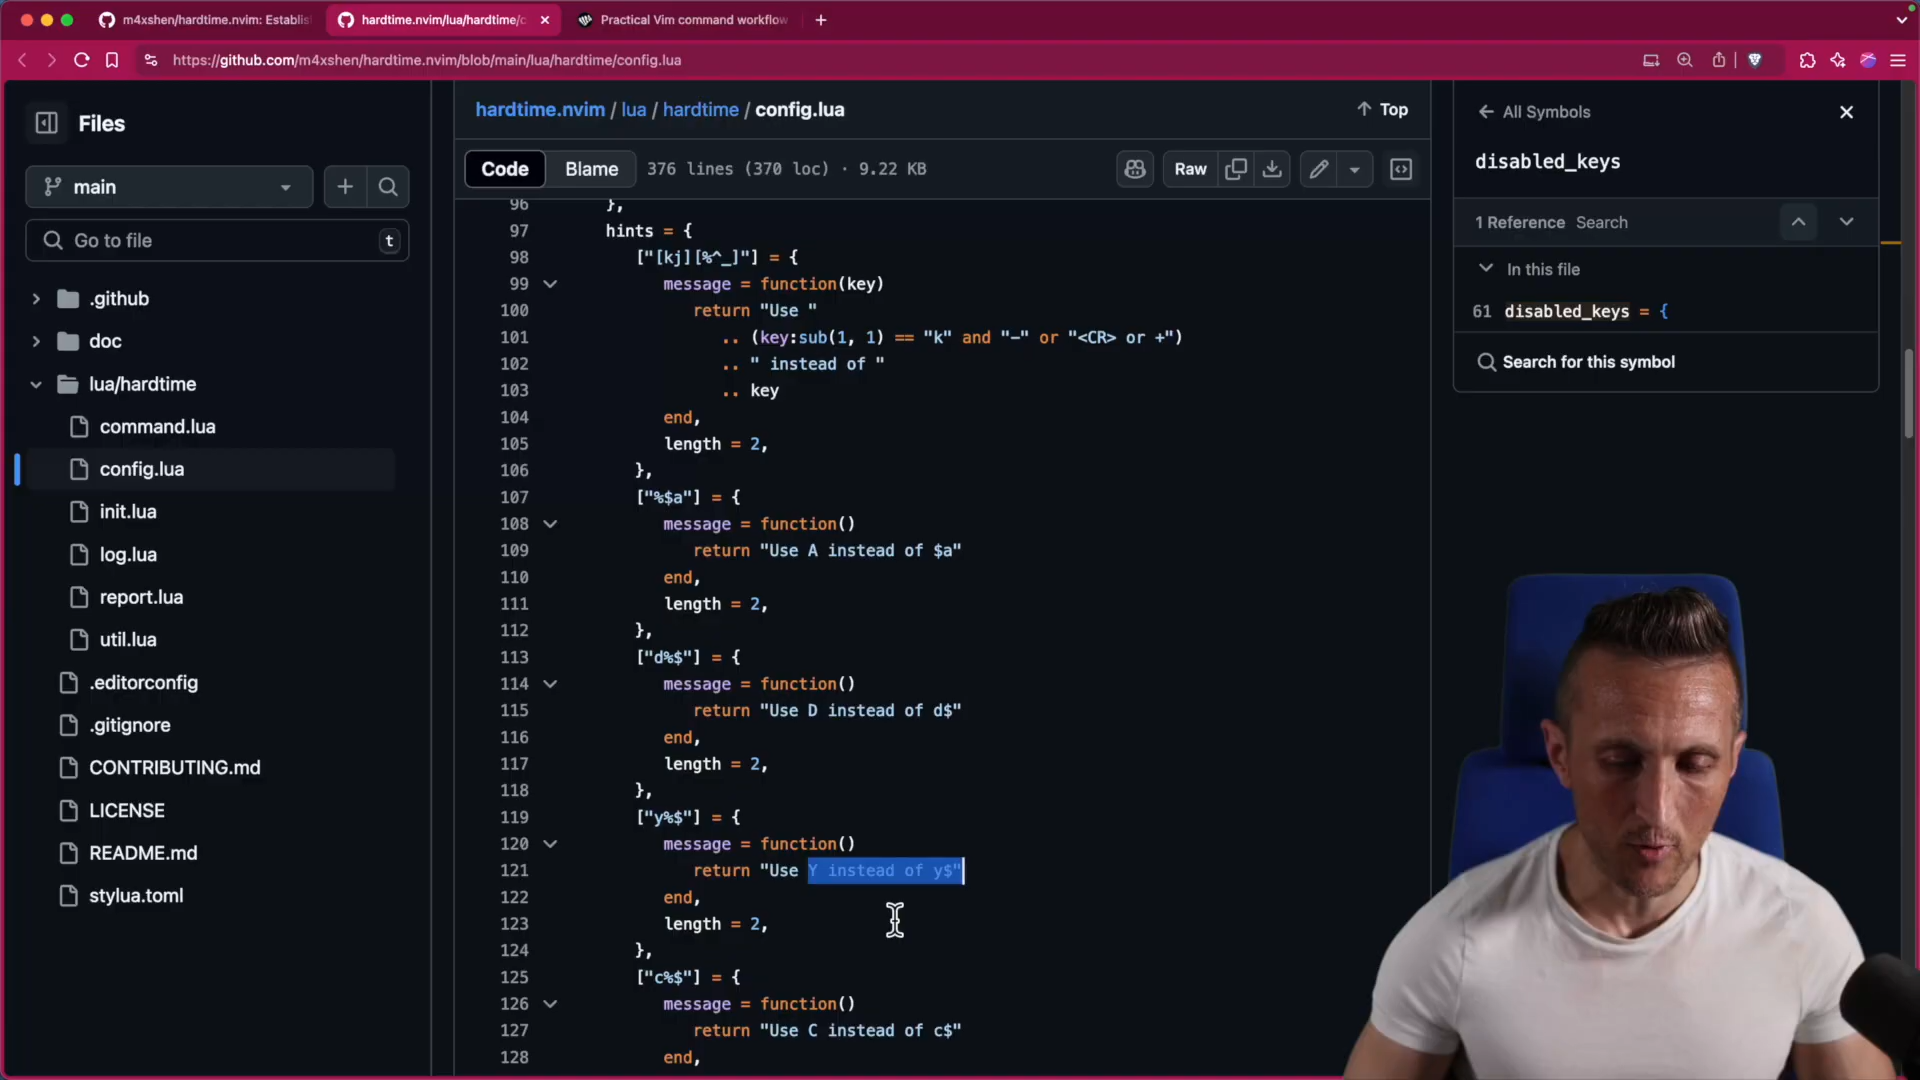 m4xshen/hardtime.nvim: Establis
hardtime.nvim/lua/hardtime/c
Practical Vim command workflow
https://github.com/m4xshen/hardtime.nvim/blob/main/lua/hardtime/config.lua
Files
main
Go to file
t
.github
doc
lua/hardtime
command.lua
config.lua
init.lua
log.lua
report.lua
util.lua
.editorconfig
.gitignore
CONTRIBUTING.md
LICENSE
README.md
stylua.toml
hardtime.nvim / lua / hardtime / config.lua
Top
Code
Blame
376 lines (370 loc) · 9.22 KB
Raw
96 },
97 hints = {
98 ["[kj][%^_]"] = {
99 message = function(key)
100 return "Use "
101 .. (key:sub(1, 1) == "k" and "-" or "<CR> or +")
102 .. " instead of "
103 .. key
104 end,
105 length = 2,
106 },
107 ["%$a"] = {
108 message = function()
109 return "Use A instead of $a"
110 end,
111 length = 2,
112 },
113 ["d%$"] = {
114 message = function()
115 return "Use D instead of d$"
116 end,
117 length = 2,
118 },
119 ["y%$"] = {
120 message = function()
121 return "Use Y instead of y$"
122 end,
123 length = 2,
124 },
125 ["c%$"] = {
126 message = function()
127 return "Use C instead of c$"
128 end,
All Symbols
disabled_keys
1 Reference Search
In this file
61 disabled_keys = {
Search for this symbol